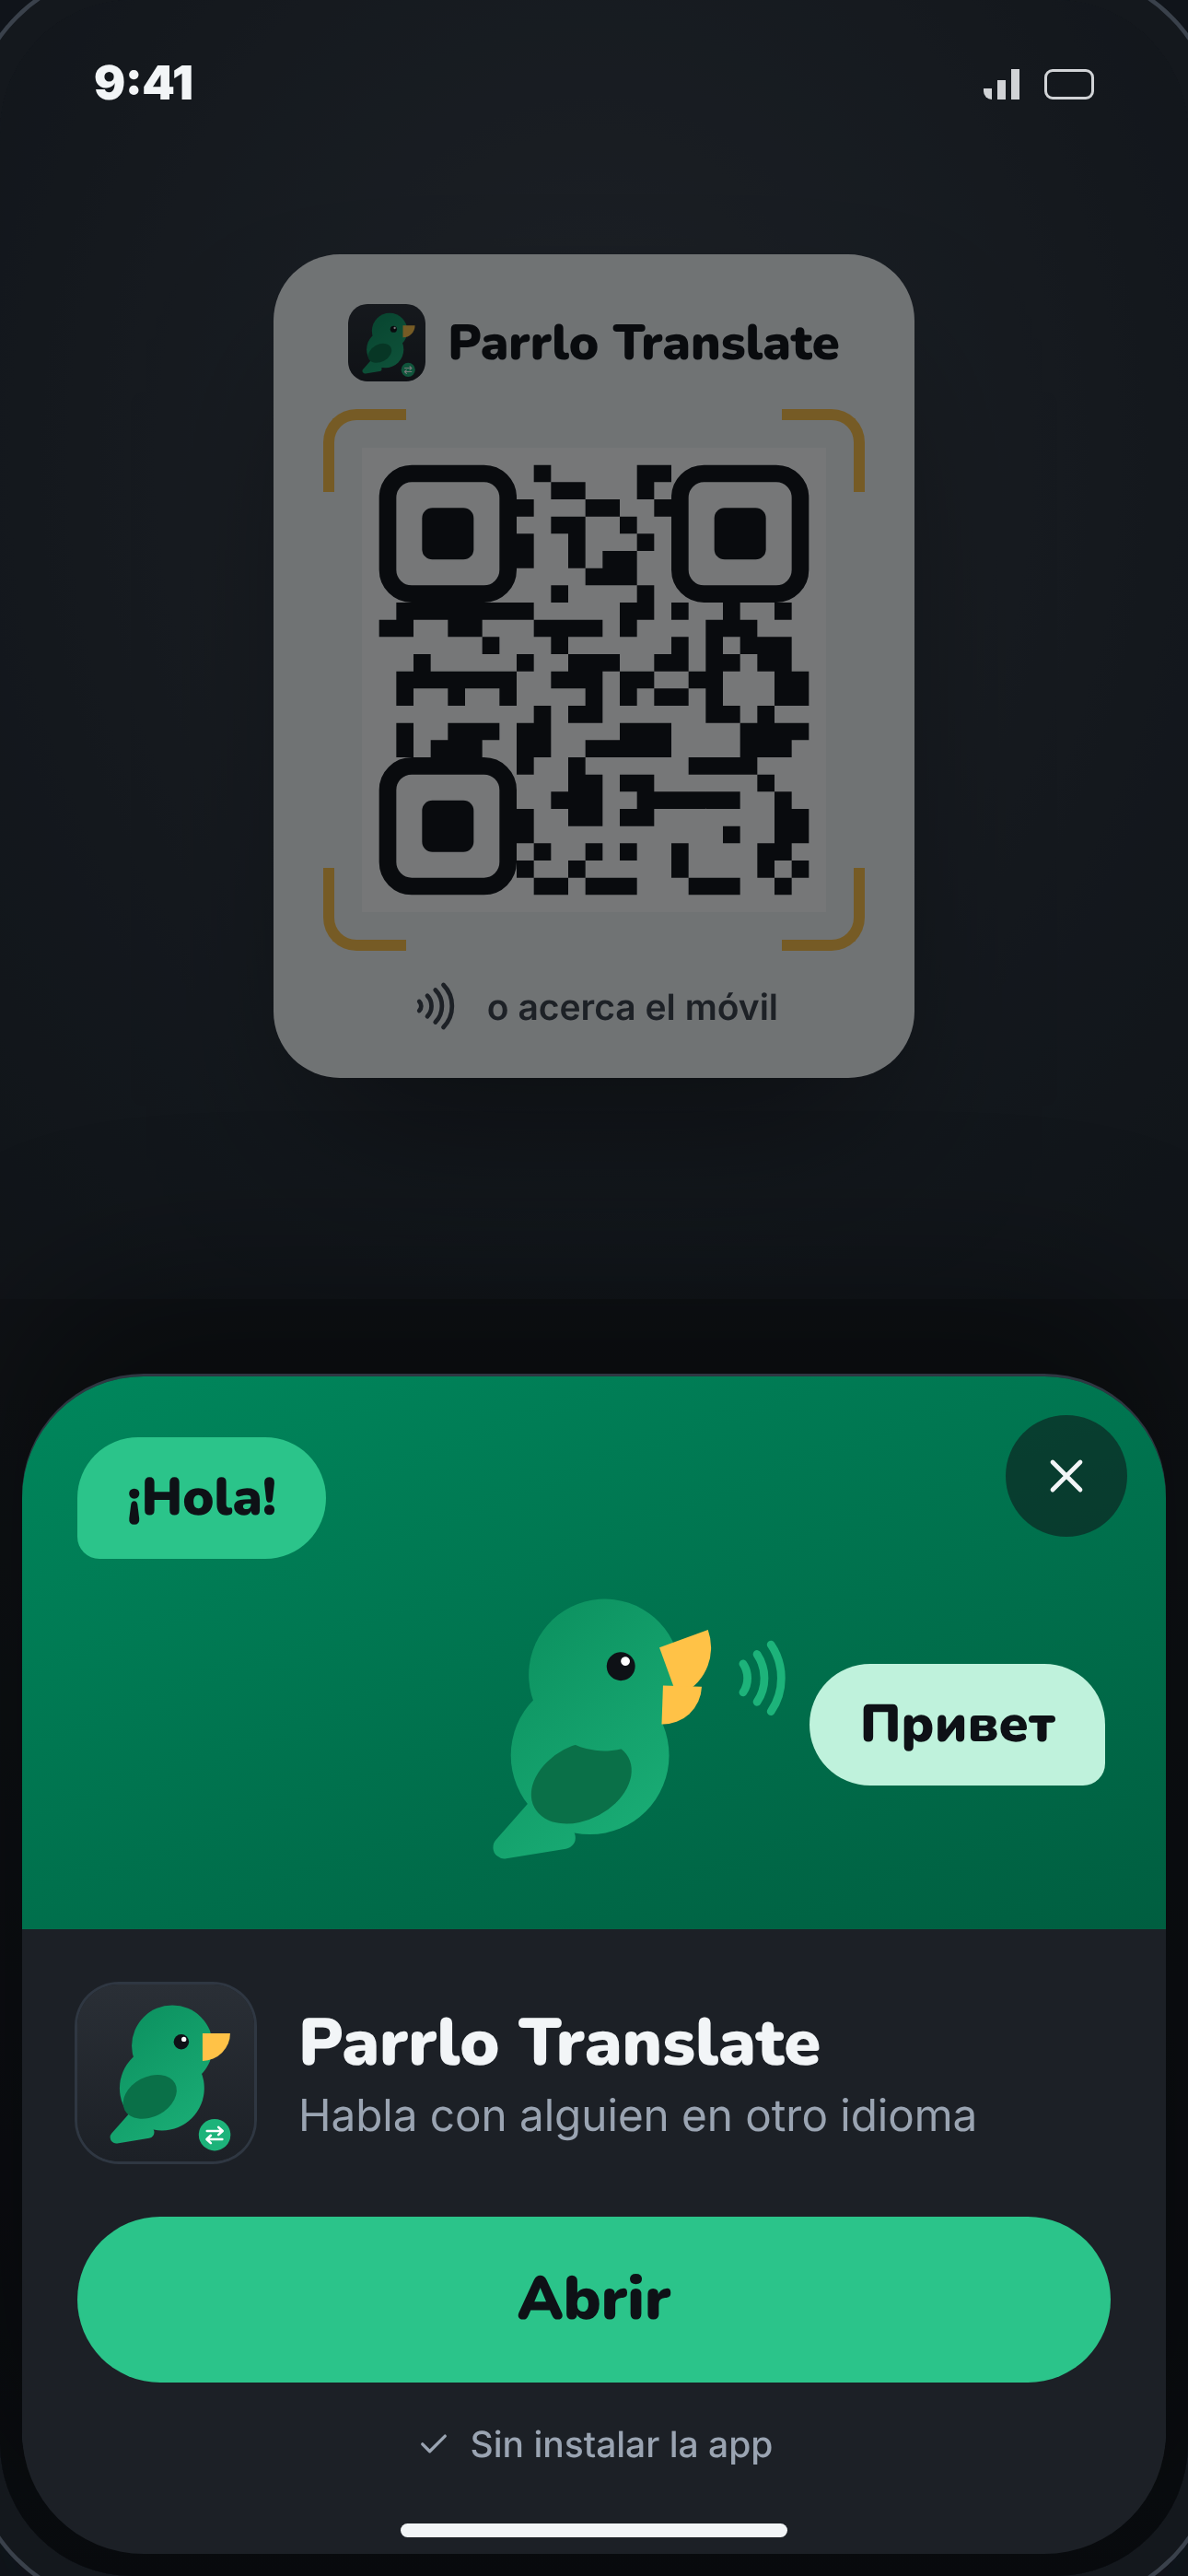 9:41
Parrlo Translate
o acerca el móvil
¡Hola!
Привет
Parrlo Translate
Habla con alguien en otro idioma
Abrir
Sin instalar la app